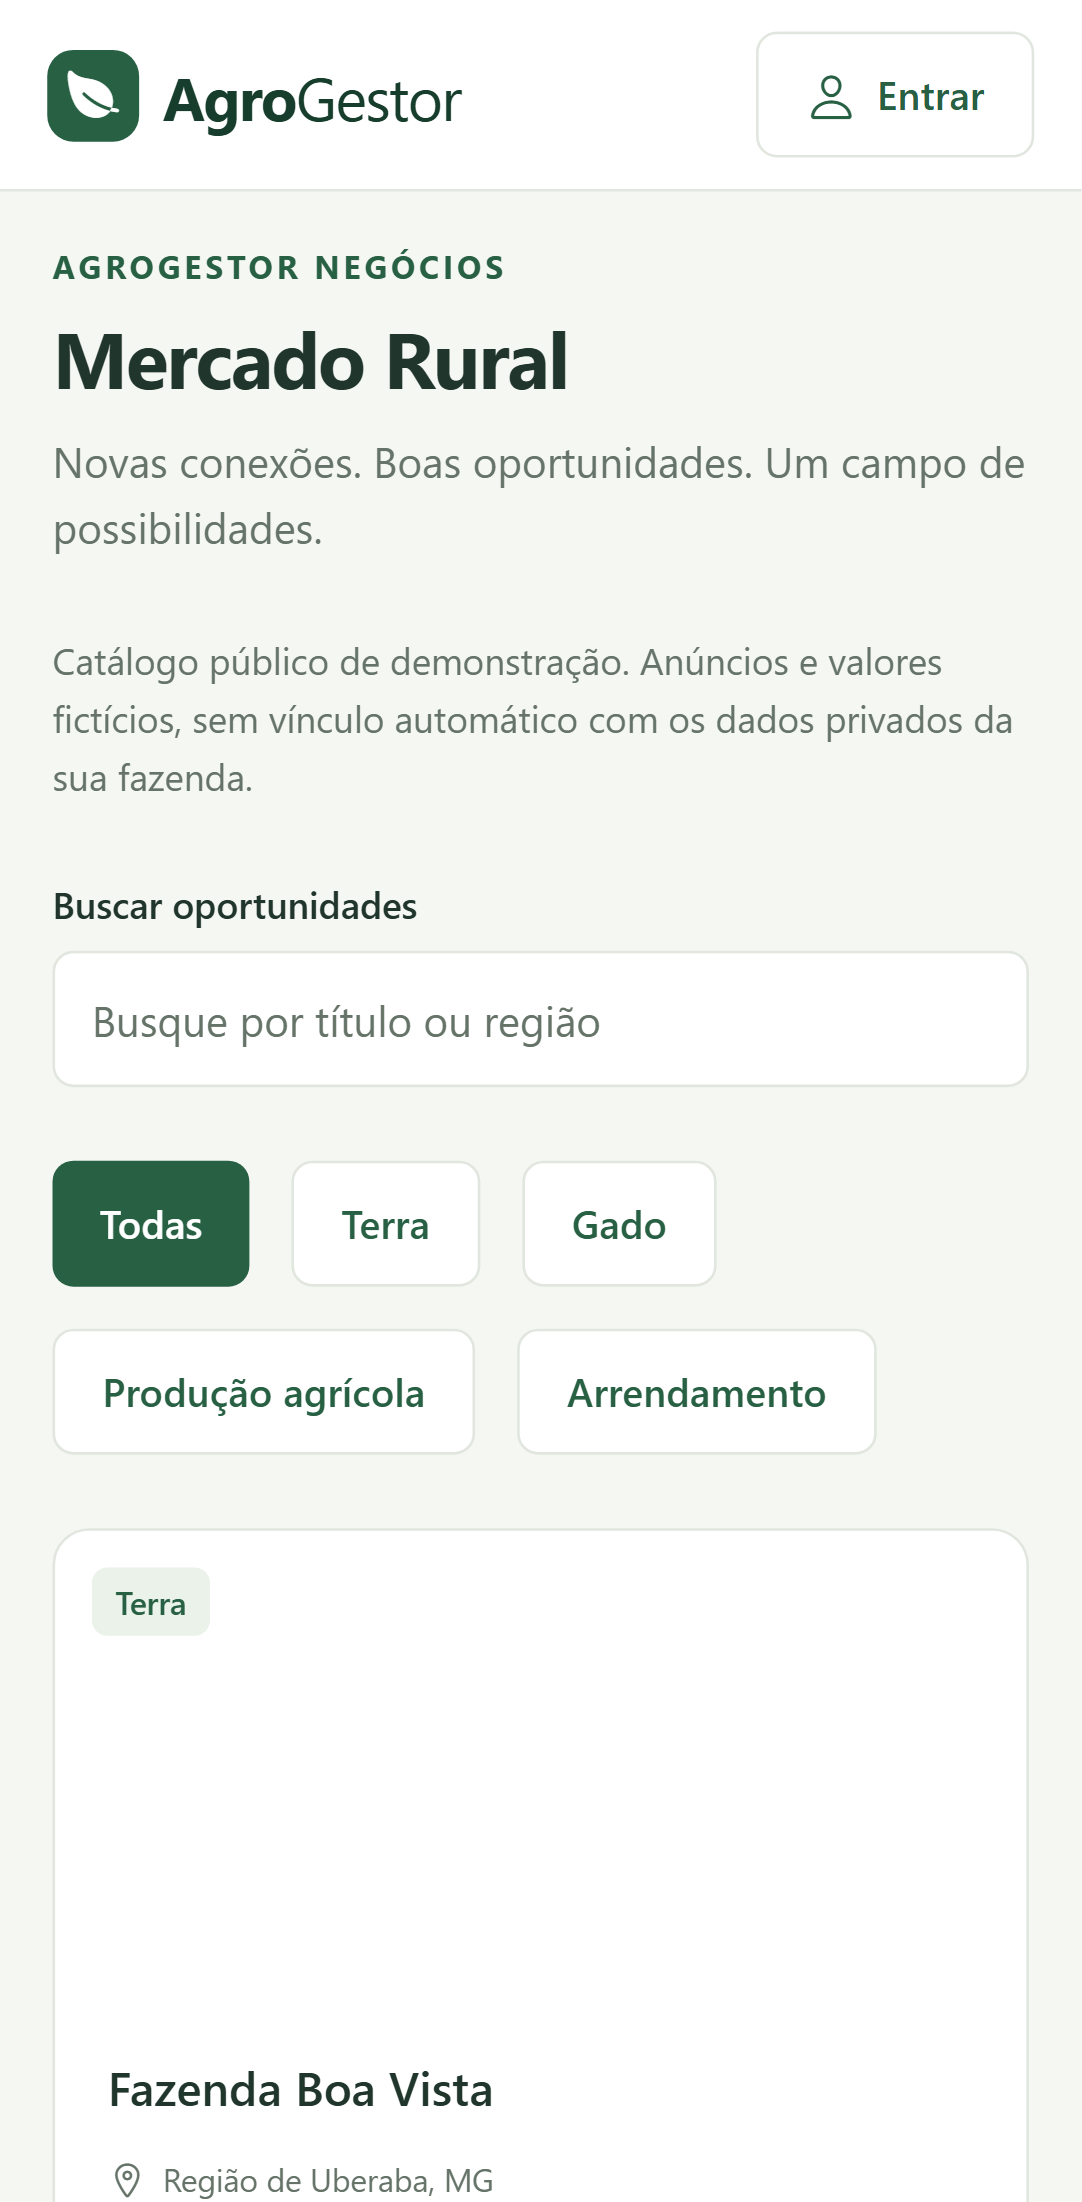 AgroGestor
Entrar
AGROGESTOR NEGÓCIOS
Mercado Rural
Novas conexões. Boas oportunidades. Um campo de
possibilidades.
Catálogo público de demonstração. Anúncios e valores
fictícios, sem vínculo automático com os dados privados da
sua fazenda.
Buscar oportunidades
Busque por título ou região
Todas
Terra
Gado
Produção agrícola
Arrendamento
Terra
Fazenda Boa Vista
Região de Uberaba, MG